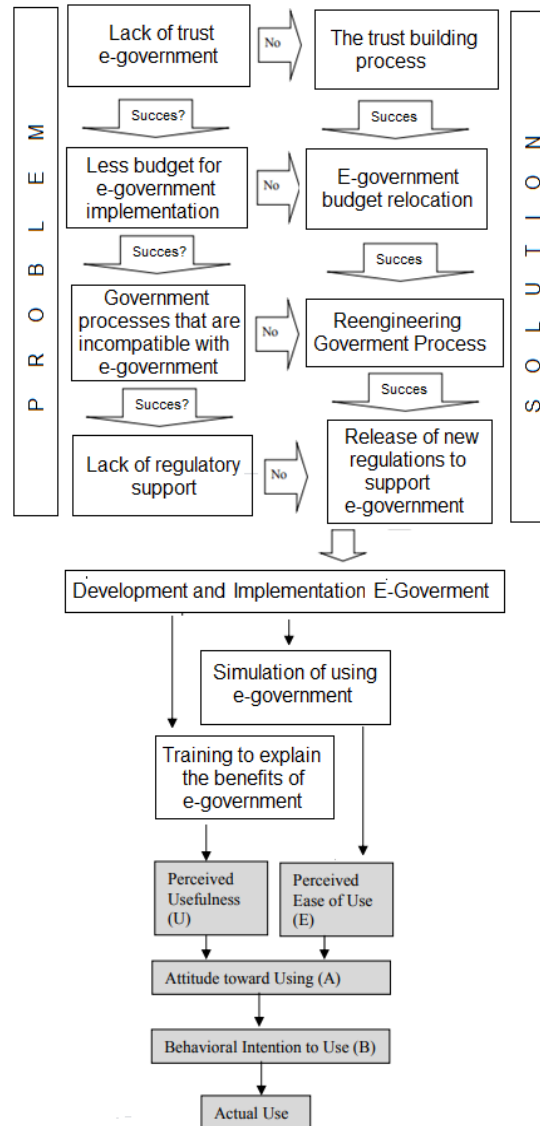 PROBLEM
Lack of trust
e-government
No
The trust building
process
SOLUTION
Succes?
Succes
Less budget for
e-government
implementation
No
E-government
budget relocation
Succes?
Succes
Government
processes that are
incompatible with
e-government
No
Reengineering
Goverment Process
Succes?
Succes
Lack of regulatory
support
No
Release of new
regulations to
support
e-government
Development and Implementation E-Goverment
Simulation of using
e-government
Training to explain
the benefits of
e-government
Perceived
Usefulness
(U)
Perceived
Ease of Use
(E)
Attitude toward Using (A)
Behavioral Intention to Use (B)
Actual Use